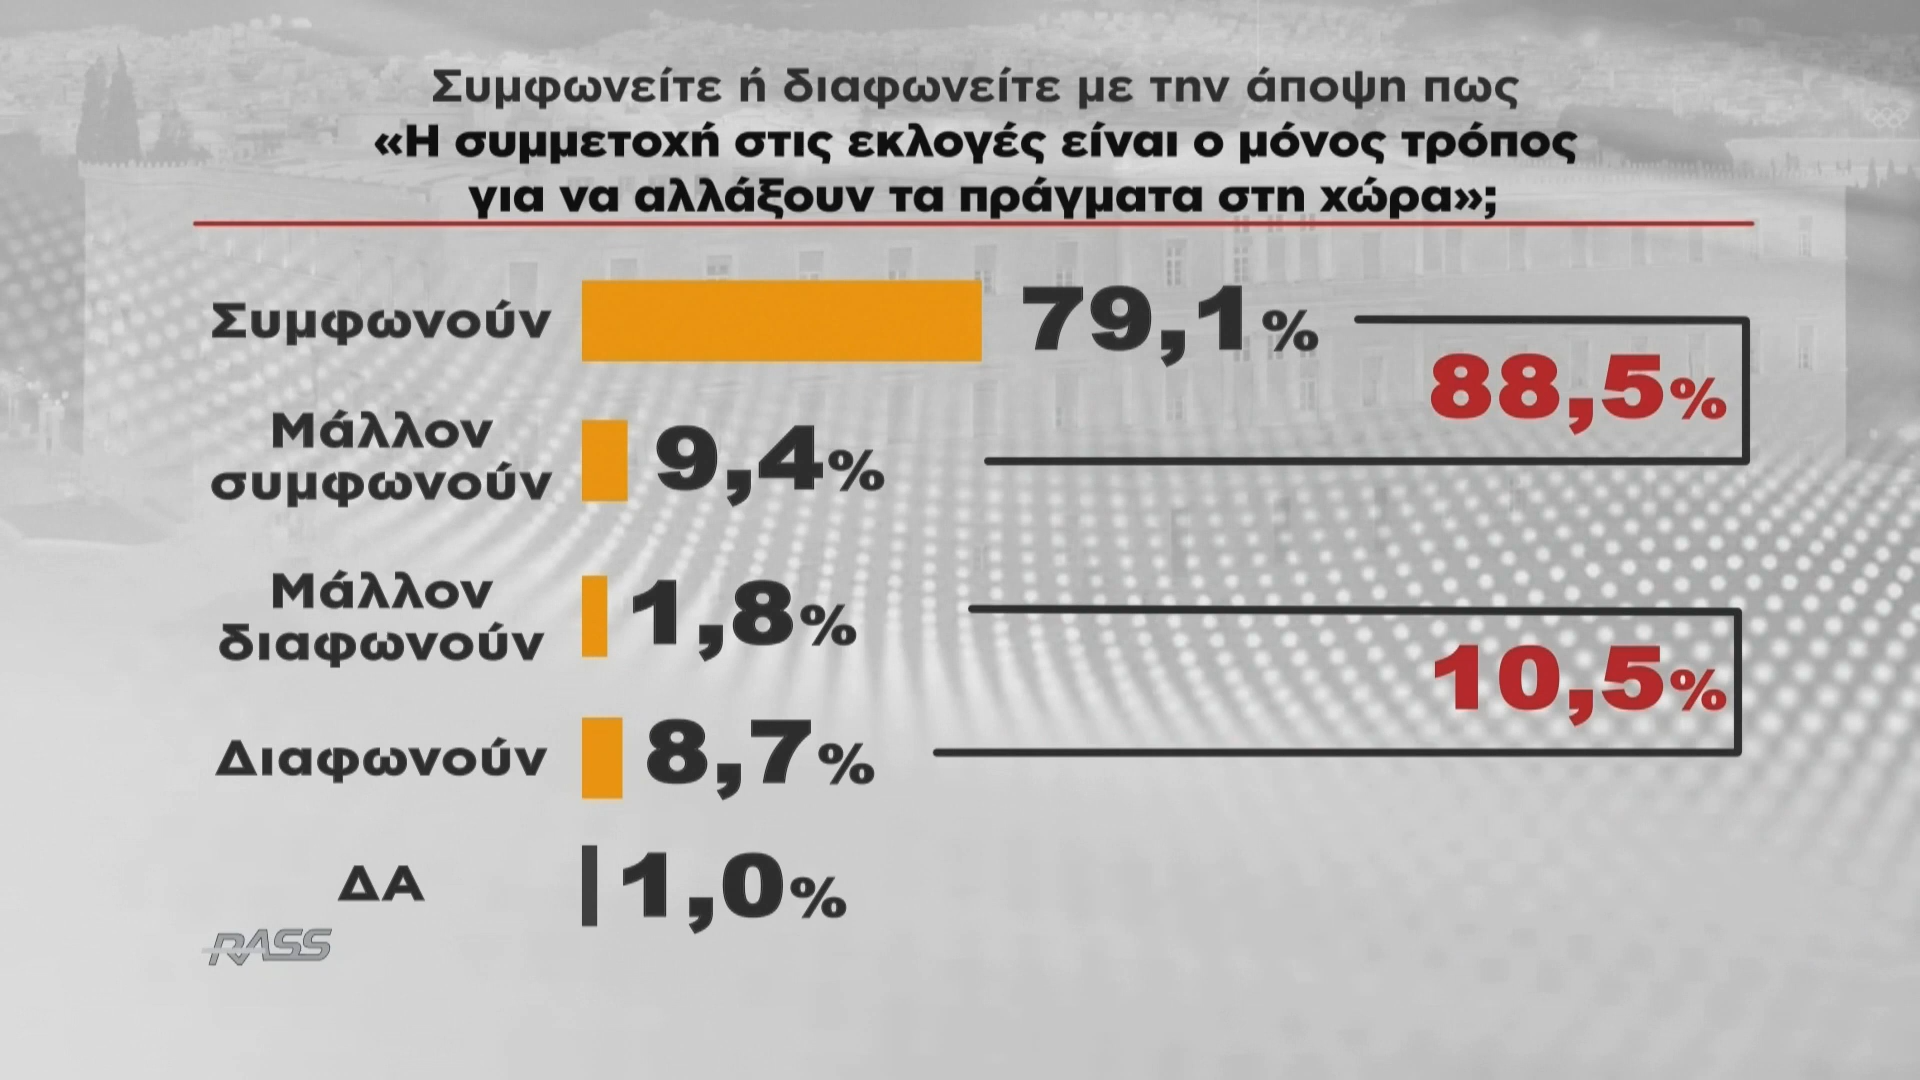 Συμφωνείτε ή διαφωνείτε με την άποψη πως
«Η συμμετοχή στις εκλογές είναι ο μόνος τρόπος
για να αλλάξουν τα πράγματα στη χώρα»;
Συμφωνούν 79,1%
88,5%
Μάλλον
συμφωνούν 9,4%
Μάλλον
διαφωνούν 1,8%
10,5%
Διαφωνούν 8,7%
ΔΑ 1,0%
RASS